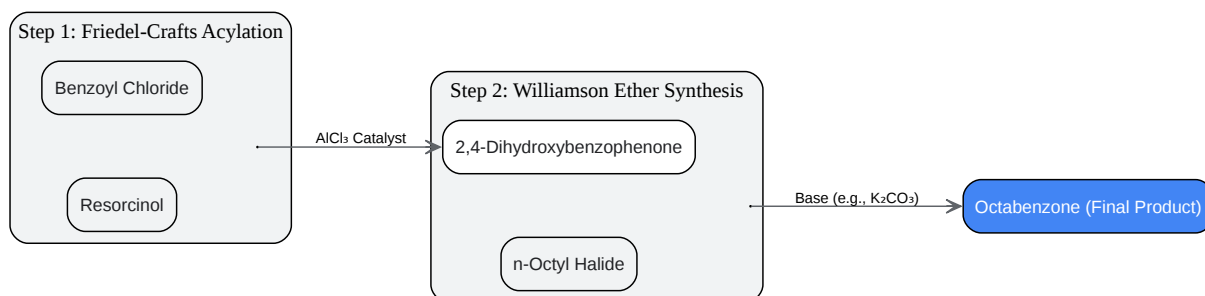 Step 1: Friedel-Crafts Acylation
Benzoyl Chloride
Resorcinol
AlCl₃ Catalyst
Step 2: Williamson Ether Synthesis
2,4-Dihydroxybenzophenone
n-Octyl Halide
Base (e.g., K₂CO₃)
Octabenzone (Final Product)